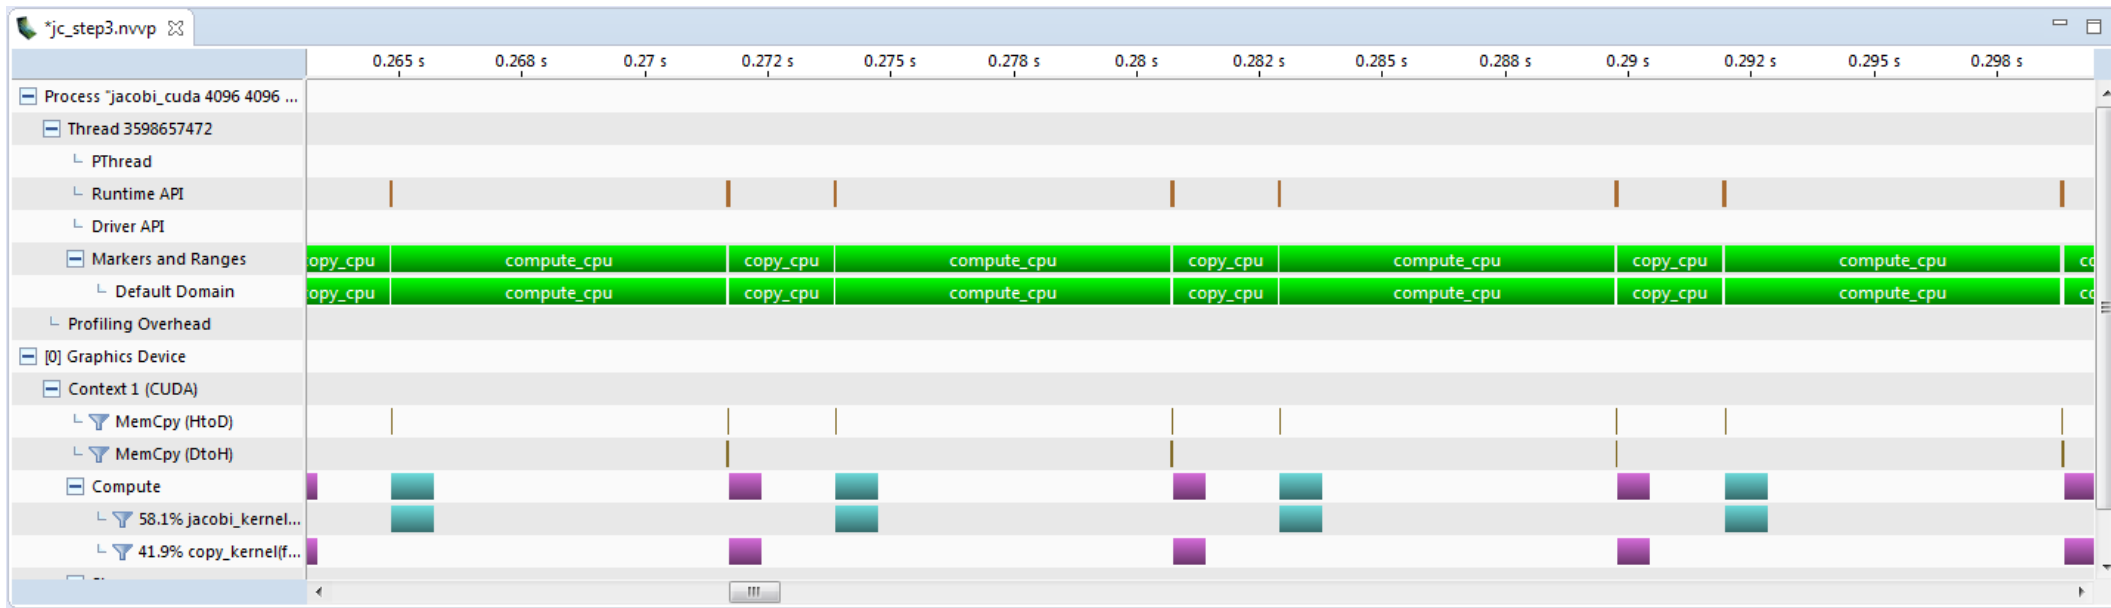 *jc_step3.nvvp
0.265 s 0.268 s 0.27 s 0.272 s 0.275 s 0.278 s 0.28 s 0.282 s 0.285 s 0.288 s 0.29 s 0.292 s 0.295 s 0.298 s
Process "jacobi_cuda 4096 4096 ...
Thread 3598657472
PThread
Runtime API
Driver API
Markers and Ranges opy_cpu compute_cpu copy_cpu compute_cpu copy_cpu compute_cpu copy_cpu compute_cpu co
Default Domain opy_cpu compute_cpu copy_cpu compute_cpu copy_cpu compute_cpu copy_cpu compute_cpu co
Profiling Overhead
[0] Graphics Device
Context 1 (CUDA)
MemCpy (HtoD)
MemCpy (DtoH)
Compute
58.1% jacobi_kernel...
41.9% copy_kernel(f...